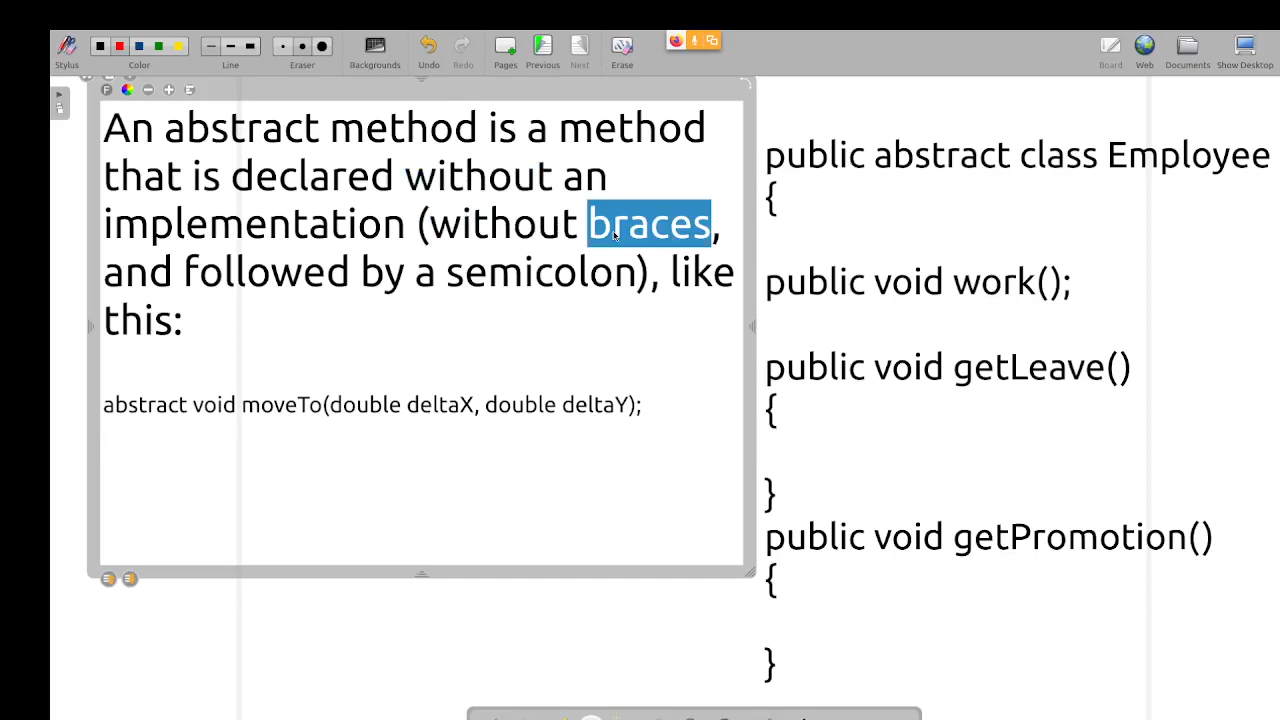 Stylus
Color
Line
Eraser
Backgrounds
Undo
Redo
Pages
Previous
Next
Erase
Board
Web
Documents
Show Desktop
An abstract method is a method
that is declared without an
implementation (without braces,
and followed by a semicolon), like
this:
abstract void moveTo(double deltaX, double deltaY);
public abstract class Employee
{
public void work();
public void getLeave()
{
}
public void getPromotion()
{
}